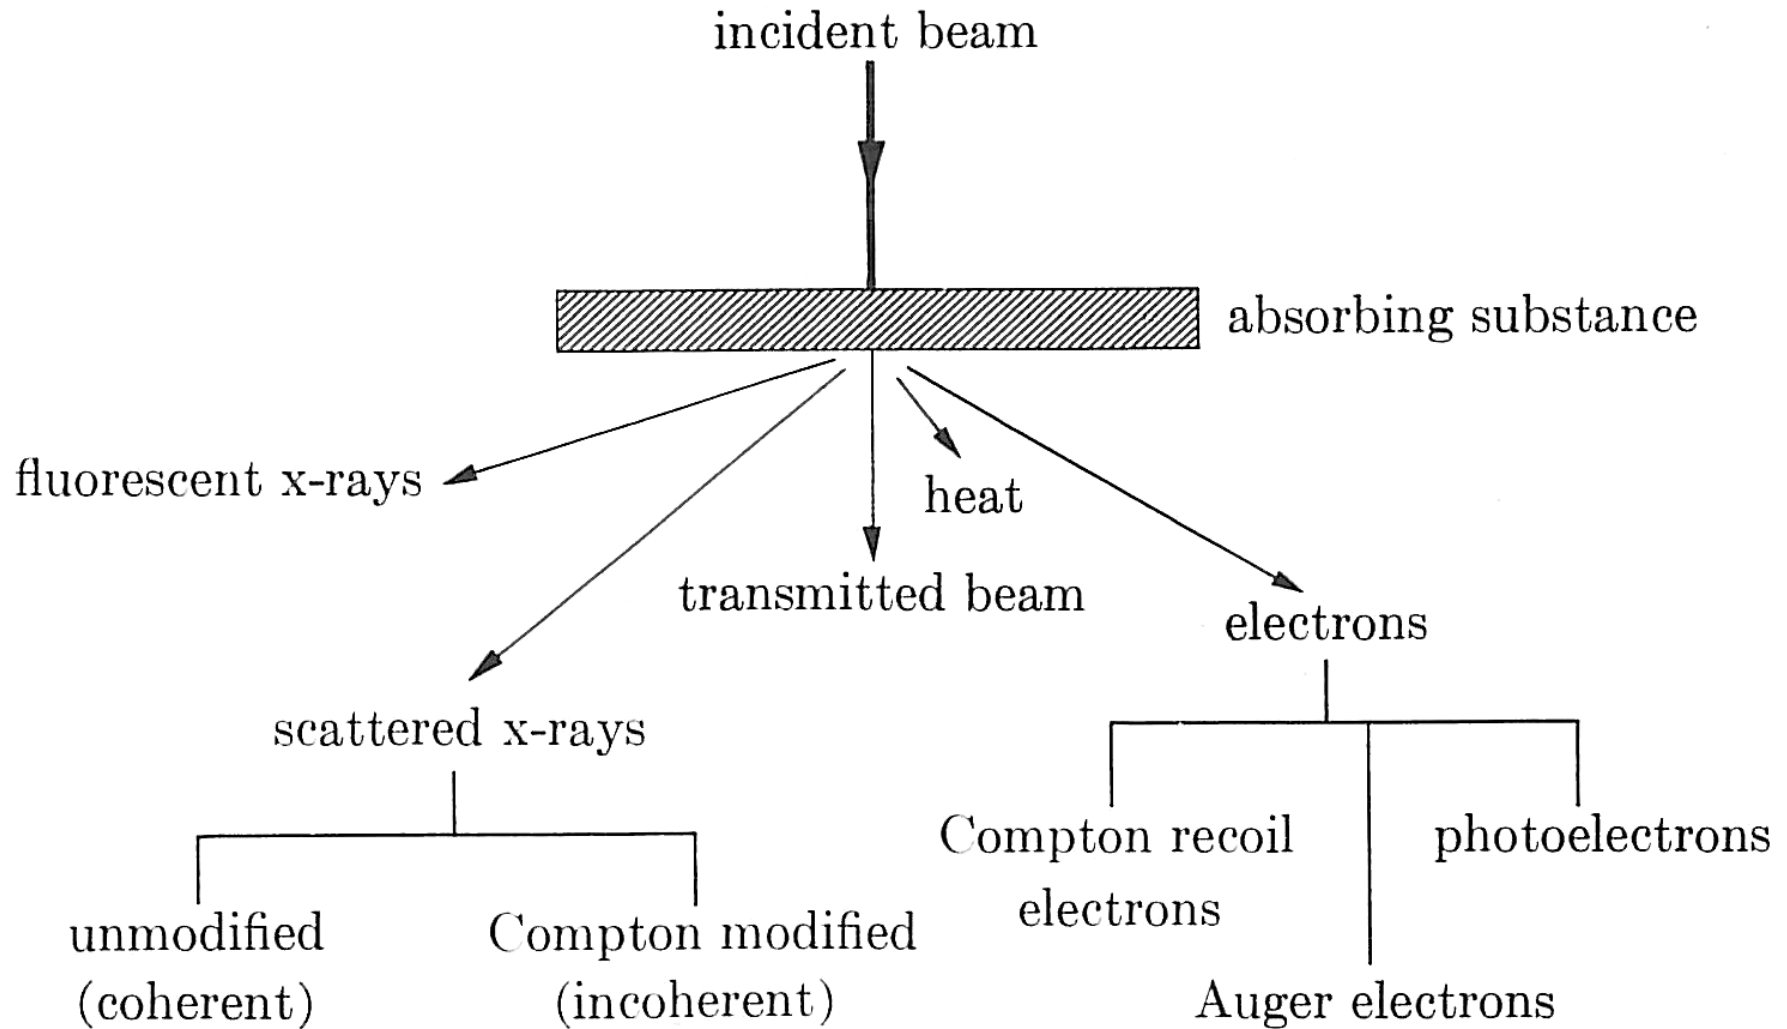 incident beam
absorbing substance
fluorescent x-rays
heat
transmitted beam
electrons
scattered x-rays
Compton recoil
electrons
photoelectrons
unmodified
(coherent)
Compton modified
(incoherent)
Auger electrons